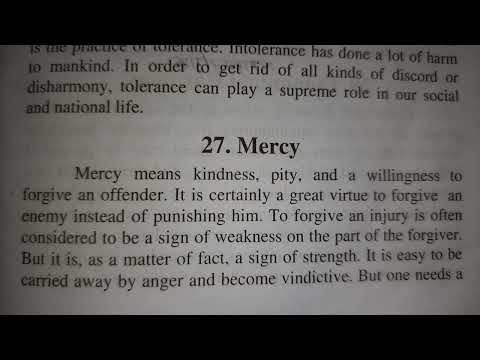 is the practice of tolerance. Intolerance has done a lot of harm
to mankind. In order to get rid of all kinds of discord or
disharmony, tolerance can play a supreme role in our social
and national life.
27. Mercy
Mercy means kindness, pity, and a willingness to
forgive an offender. It is certainly a great virtue to forgive an
enemy instead of punishing him. To forgive an injury is often
considered to be a sign of weakness on the part of the forgiver.
But it is, as a matter of fact, a sign of strength. It is easy to be
carried away by anger and become vindictive. But one needs a